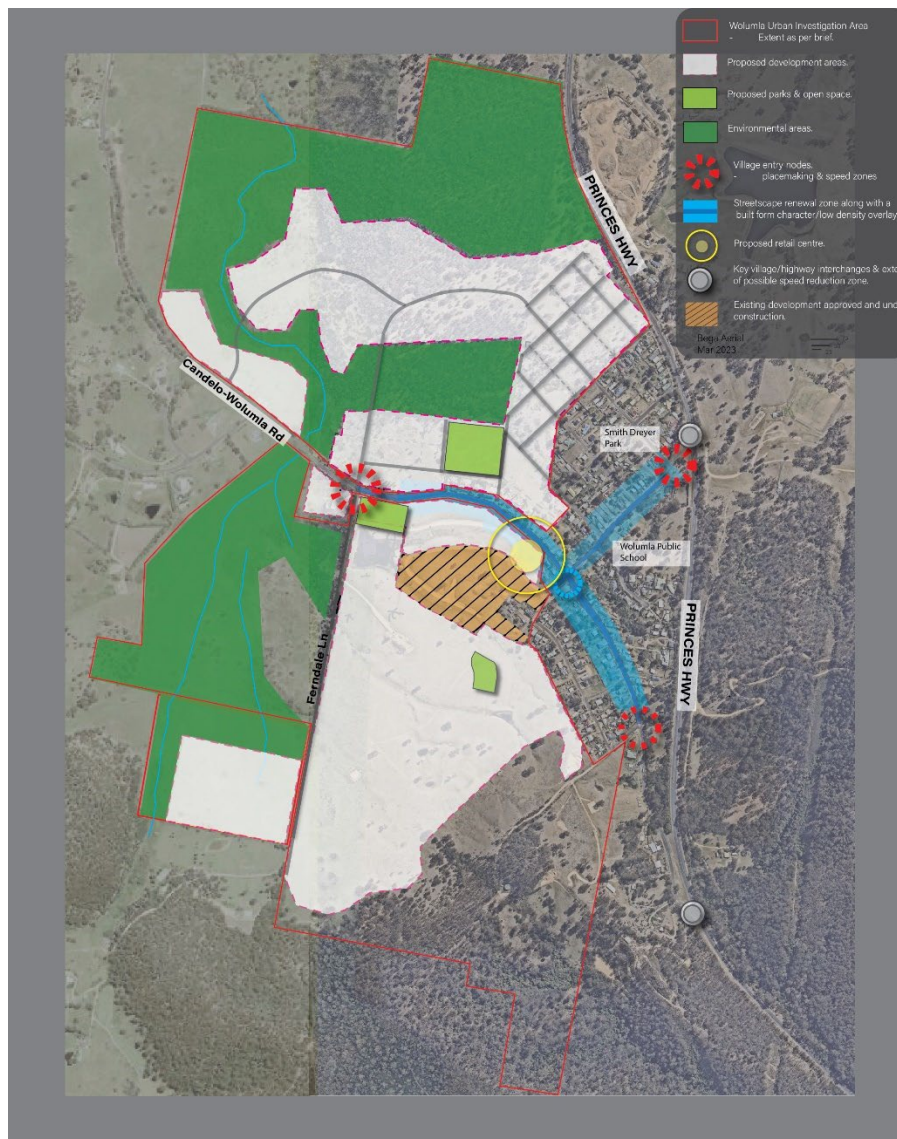 Wolumla Urban Investigation Area
- Extent as per brief.
Proposed development areas.
Proposed parks & open space.
Environmental areas.
Village entry nodes.
- placemaking & speed zones
Streetscape renewal zone along with a
built form character/low density overlay
Proposed retail centre.
Key village/highway interchanges & exte
of possible speed reduction zone.
Existing development approved and und
construction.
Bega Aerial
Mar 2023
PRINCES HWY
Candelo-Wolumla Rd
Smith Dreyer
Park
Wolumla Public
School
PRINCES HWY
Ferndale Ln